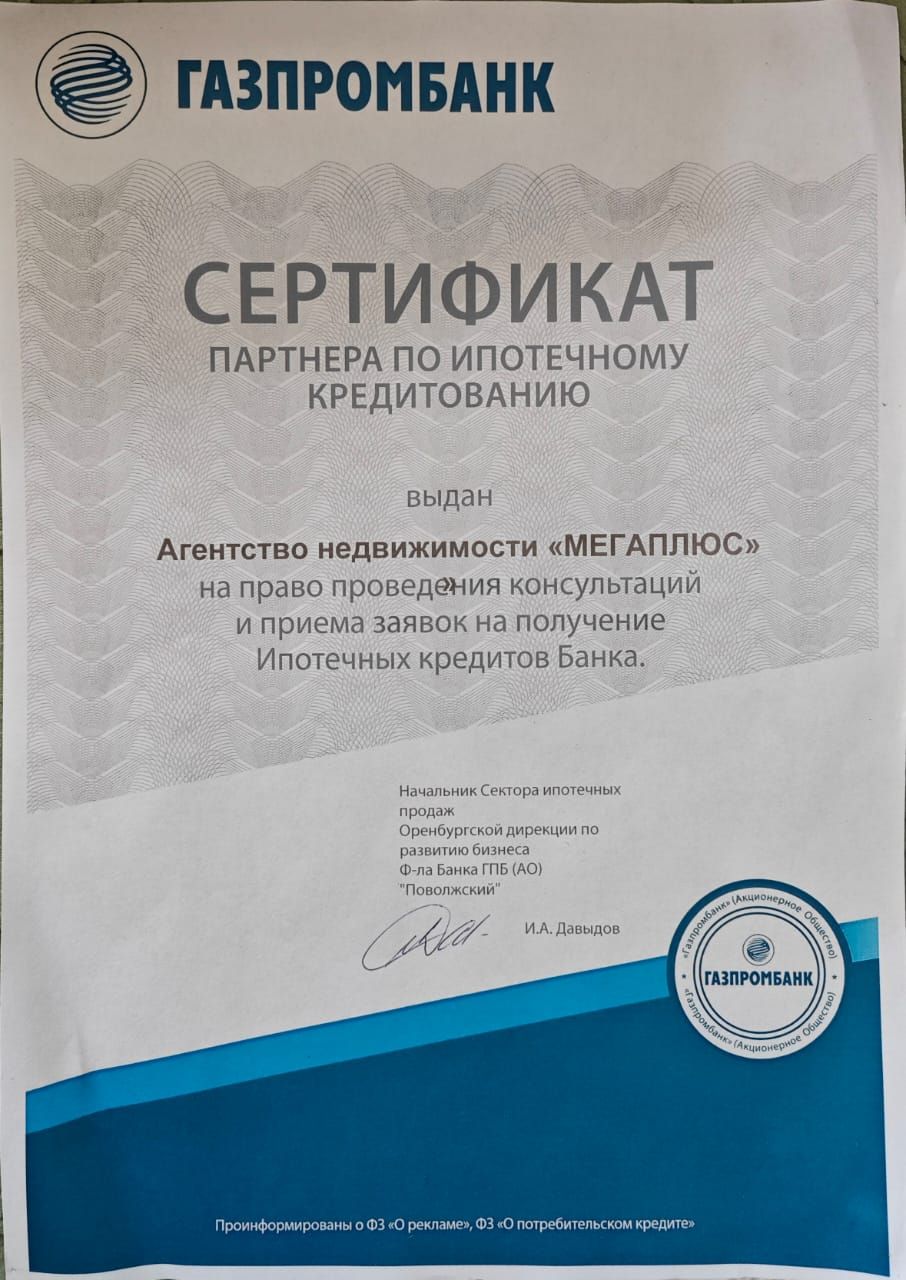 ГАЗПРОМБАНК
СЕРТИФИКАТ
ПАРТНЕРА ПО ИПОТЕЧНОМУ
КРЕДИТОВАНИЮ
выдан
Агентство недвижимости «МЕГАПЛЮС»
»
на право проведения консультаций
и приема заявок на получение
Ипотечных кредитов Банка.
Начальник Сектора ипотечных
продаж
Оренбургской дирекции по
развитию бизнеса
Ф-ла Банка ГПБ (АО)
"Поволжский"
И.А. Давыдов
«Газпромбанк» (Акционерное Общество)
ГАЗПРОМБАНК
«Газпромбанк» (Акционерное Общество)
Проинформированы о ФЗ «О рекламе», ФЗ «О потребительском кредите»